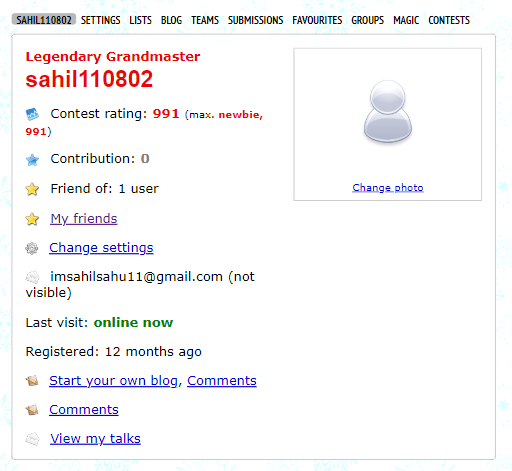 SAHIL110802 SETTINGS LISTS BLOG TEAMS SUBMISSIONS FAVOURITES GROUPS MAGIC CONTESTS
Legendary Grandmaster
sahil110802
Contest rating: 991 (max. newbie,
991)
Contribution: 0
Friend of: 1 user
My friends
Change settings
imsahilsahu11@gmail.com (not
visible)
Last visit: online now
Registered: 12 months ago
Start your own blog, Comments
Comments
View my talks
Change photo